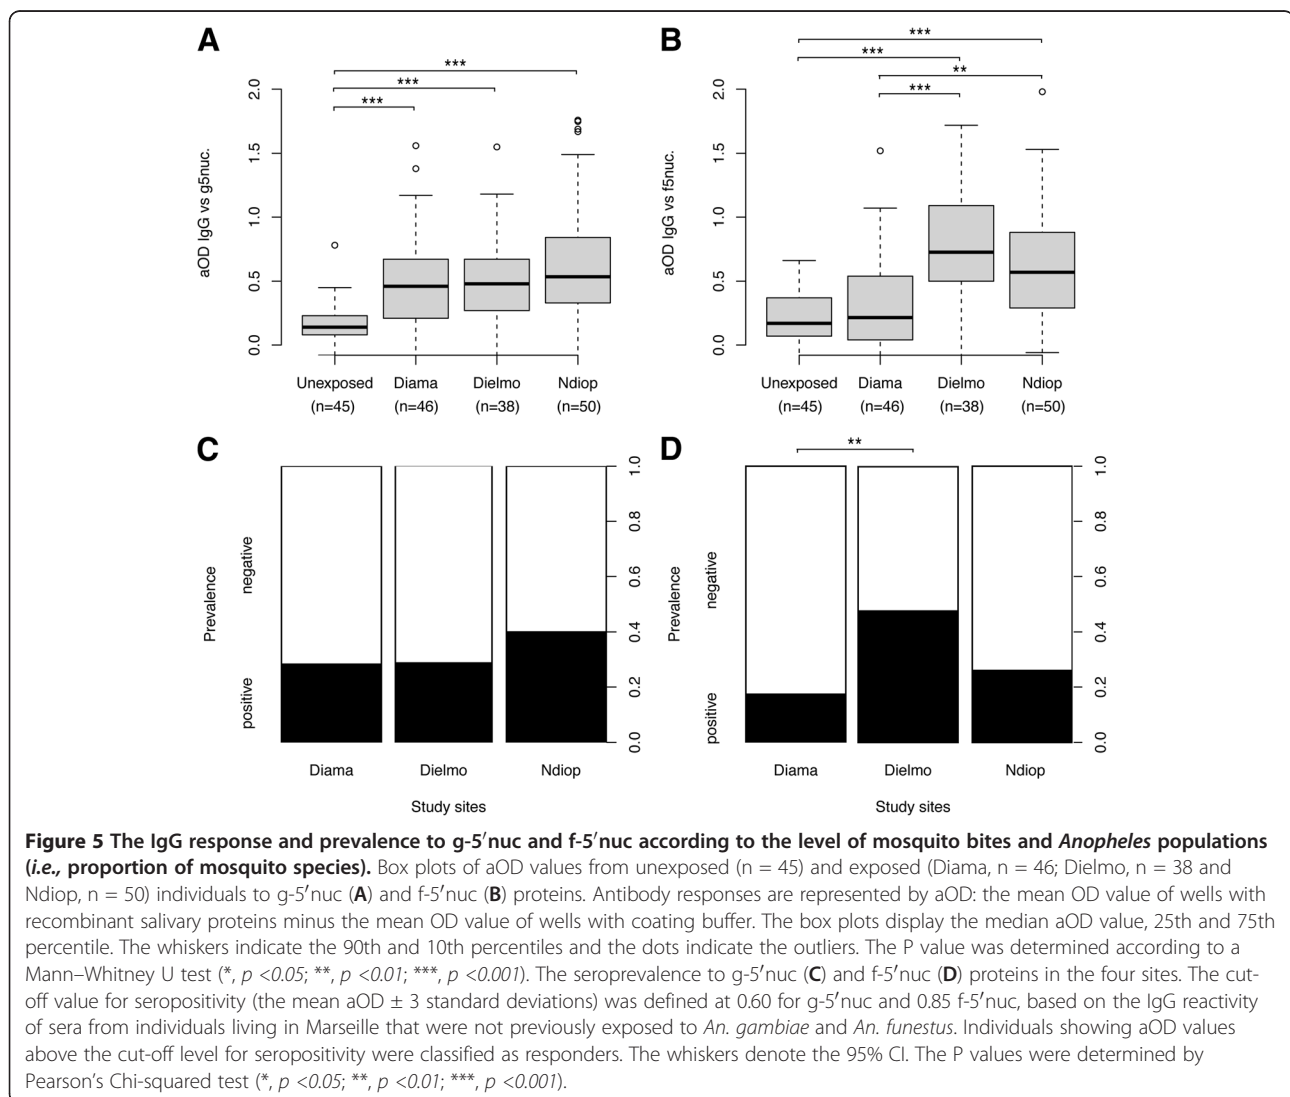 A
B
***
***
***
***
***
**
***
aOD IgG vs g5nuc.
0.0
0.5
1.0
1.5
2.0
aOD IgG vs f5nuc.
0.0
0.5
1.0
1.5
2.0
Unexposed
Diama
Dielmo
Ndiop
(n=45)
(n=46)
(n=38)
(n=50)
Unexposed
Diama
Dielmo
Ndiop
(n=45)
(n=46)
(n=38)
(n=50)
C
D
**
Prevalence
positive
negative
0.0
0.2
0.4
0.6
0.8
1.0
Prevalence
positive
negative
0.0
0.2
0.4
0.6
0.8
1.0
Diama
Dielmo
Ndiop
Study sites
Diama
Dielmo
Ndiop
Study sites
Figure 5 The IgG response and prevalence to g-5′nuc and f-5′nuc according to the level of mosquito bites and Anopheles populations
(i.e., proportion of mosquito species). Box plots of aOD values from unexposed (n = 45) and exposed (Diama, n = 46; Dielmo, n = 38 and
Ndiop, n = 50) individuals to g-5′nuc (A) and f-5′nuc (B) proteins. Antibody responses are represented by aOD: the mean OD value of wells with
recombinant salivary proteins minus the mean OD value of wells with coating buffer. The box plots display the median aOD value, 25th and 75th
percentile. The whiskers indicate the 90th and 10th percentiles and the dots indicate the outliers. The P value was determined according to a
Mann–Whitney U test (*, p <0.05; **, p <0.01; ***, p <0.001). The seroprevalence to g-5′nuc (C) and f-5′nuc (D) proteins in the four sites. The cut-
off value for seropositivity (the mean aOD ± 3 standard deviations) was defined at 0.60 for g-5′nuc and 0.85 f-5′nuc, based on the IgG reactivity
of sera from individuals living in Marseille that were not previously exposed to An. gambiae and An. funestus. Individuals showing aOD values
above the cut-off level for seropositivity were classified as responders. The whiskers denote the 95% CI. The P values were determined by
Pearson's Chi-squared test (*, p <0.05; **, p <0.01; ***, p <0.001).